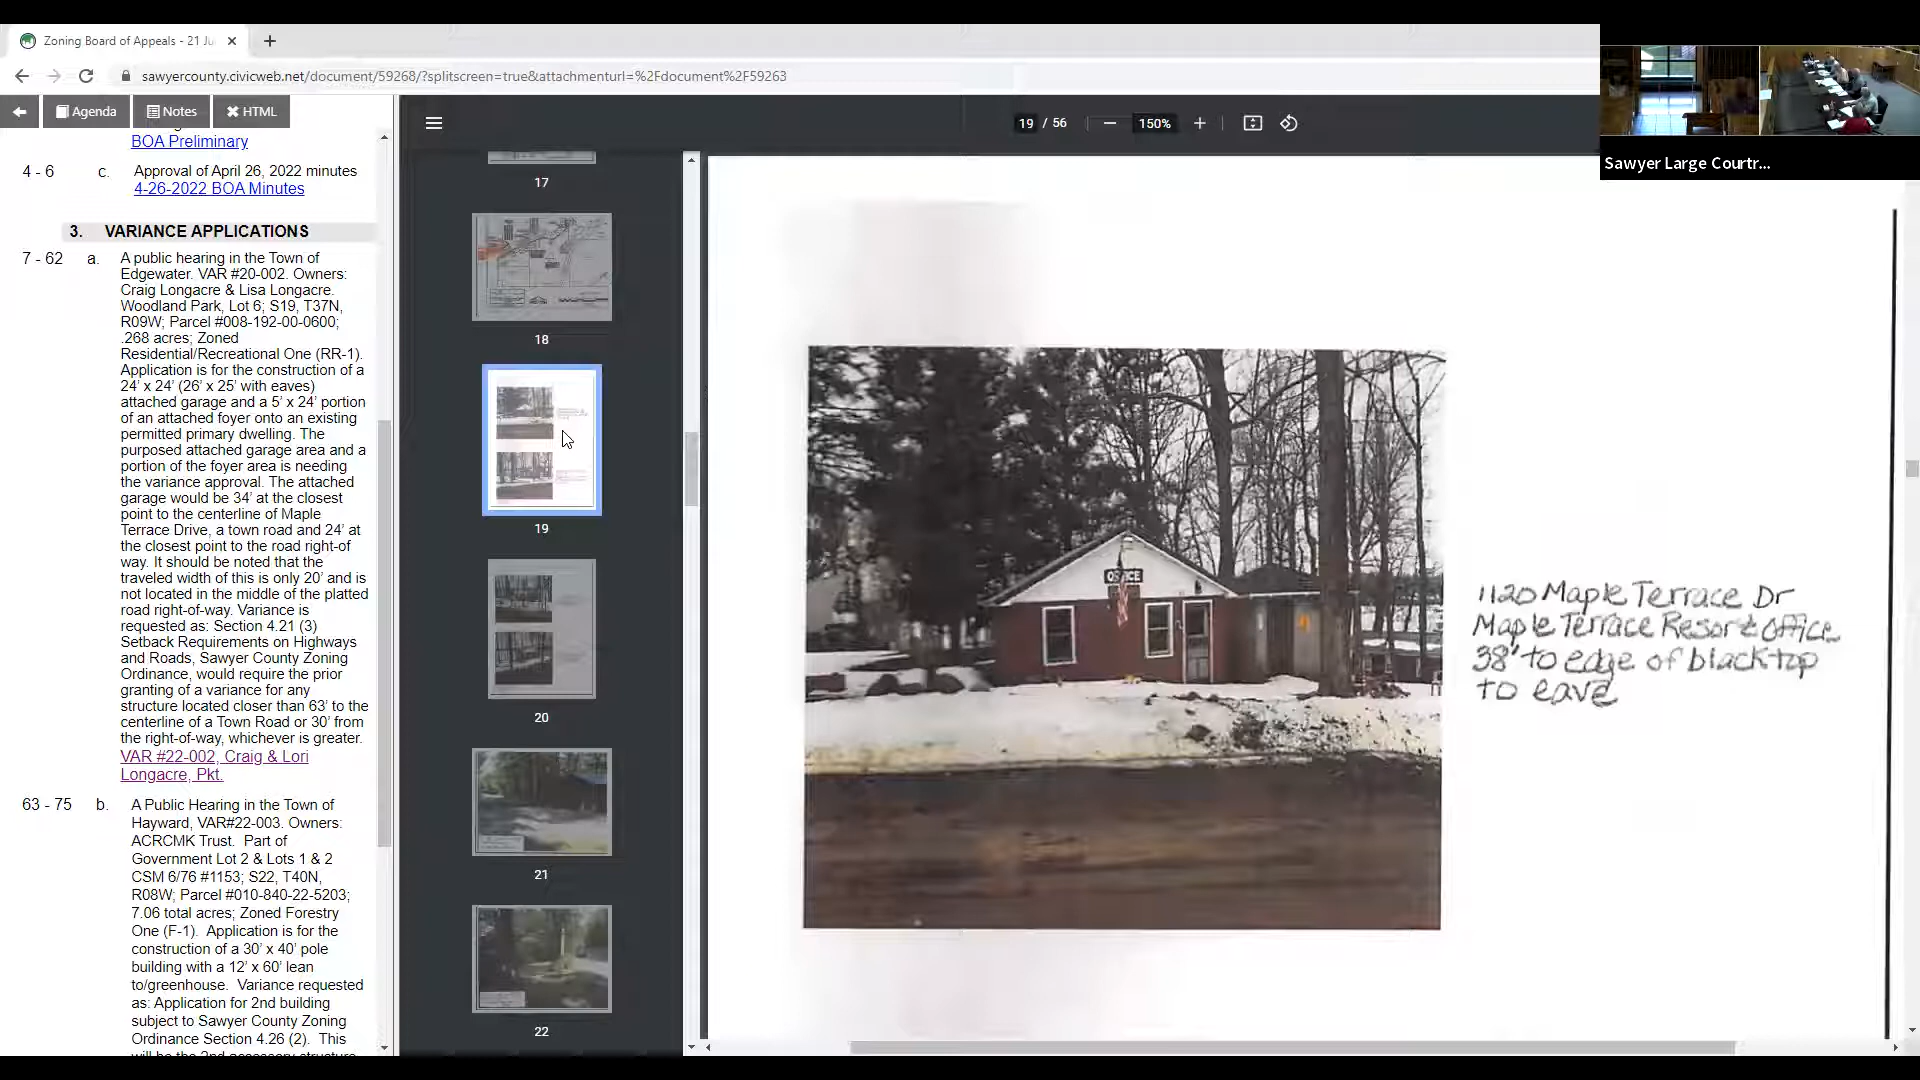 Zoning Board of Appeals - 21 Ju
sawyercounty.civicweb.net/document/59268/?splitscreen=true&attachmenturl=%2Fdocument%2F59263
Agenda
Notes
HTML
19 / 56
150%
Sawyer Large Courtr...
BOA Preliminary
4 - 6 c. Approval of April 26, 2022 minutes
4-26-2022 BOA Minutes
3. VARIANCE APPLICATIONS
7 - 62 a. A public hearing in the Town of
Edgewater. VAR #20-002. Owners:
Craig Longacre & Lisa Longacre.
Woodland Park, Lot 6; S19, T37N,
R09W; Parcel #008-192-00-0600;
.268 acres; Zoned
Residential/Recreational One (RR-1).
Application is for the construction of a
24' x 24' (26' x 25' with eaves)
attached garage and a 5' x 24' portion
of an attached foyer onto an existing
permitted primary dwelling. The
purposed attached garage area and a
portion of the foyer area is needing
the variance approval. The attached
garage would be 34' at the closest
point to the centerline of Maple
Terrace Drive, a town road and 24' at
the closest point to the road right-of
way. It should be noted that the
traveled width of this is only 20' and is
not located in the middle of the platted
road right-of-way. Variance is
requested as: Section 4.21 (3)
Setback Requirements on Highways
and Roads, Sawyer County Zoning
Ordinance, would require the prior
granting of a variance for any
structure located closer than 63' to the
centerline of a Town Road or 30' from
the right-of-way, whichever is greater.
VAR #22-002, Craig & Lori
Longacre, Pkt.
63 - 75 b. A Public Hearing in the Town of
Hayward, VAR#22-003. Owners:
ACRCMK Trust. Part of
Government Lot 2 & Lots 1 & 2
CSM 6/76 #1153; S22, T40N,
R08W; Parcel #010-840-22-5203;
7.06 total acres; Zoned Forestry
One (F-1). Application is for the
construction of a 30' x 40' pole
building with a 12' x 60' lean
to/greenhouse. Variance requested
as: Application for 2nd building
subject to Sawyer County Zoning
Ordinance Section 4.26 (2). This
will be the 2nd accessory structure
17
18
19
20
21
22
OFFICE
1120 Maple Terrace Dr
Maple Terrace Resort Office
38' to edge of blacktop
to eave